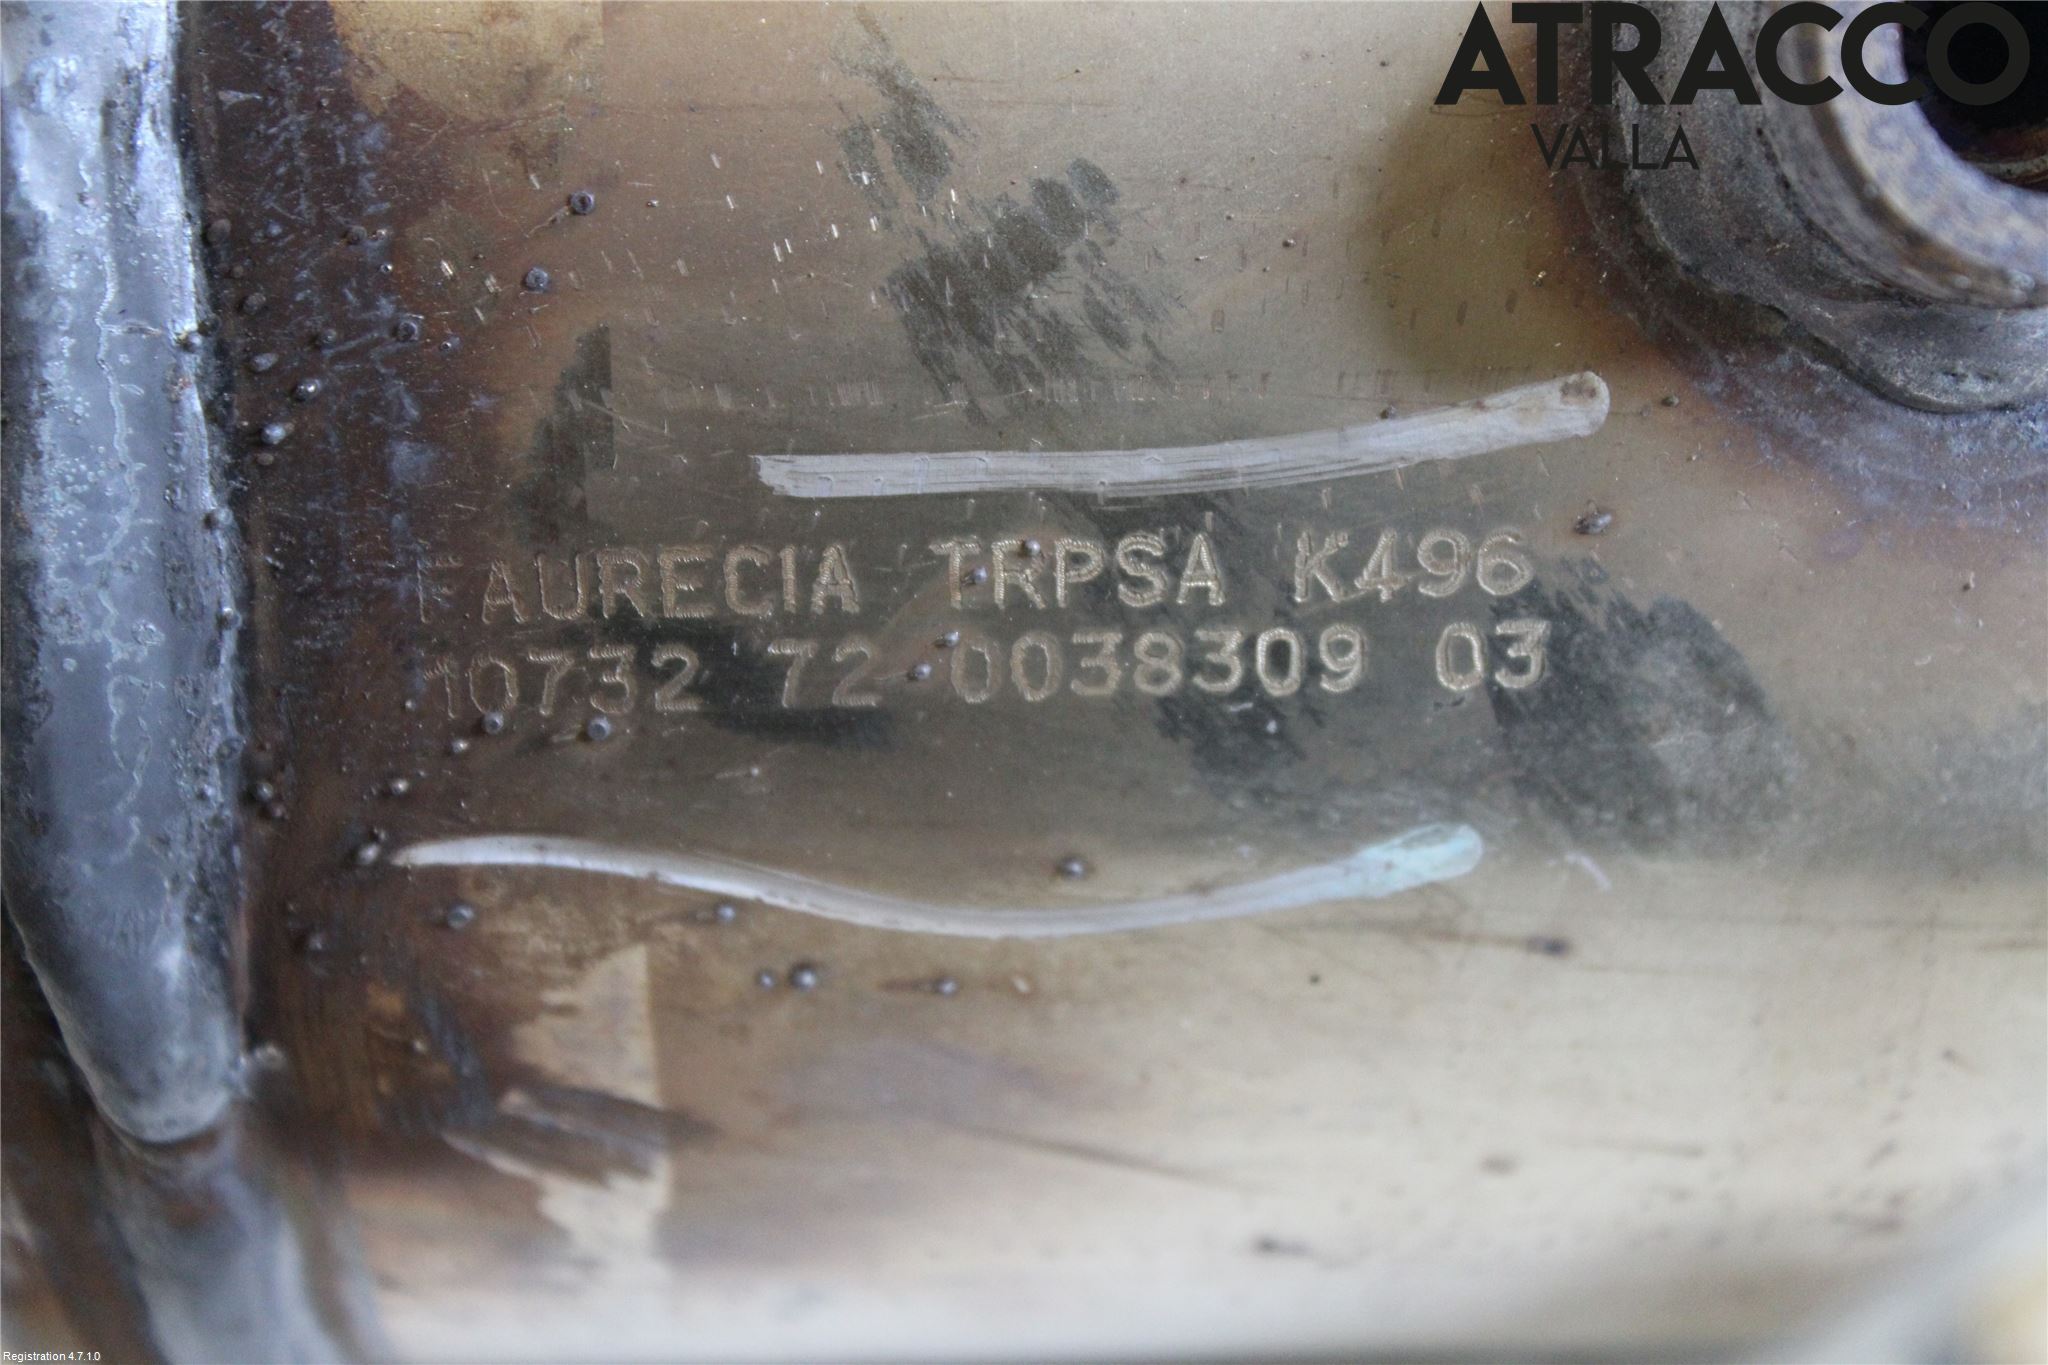 ATRACCO
VALLA
FAURECIA TRPSA K496
10732 72 0038309 03
Registration 4.7.1.0